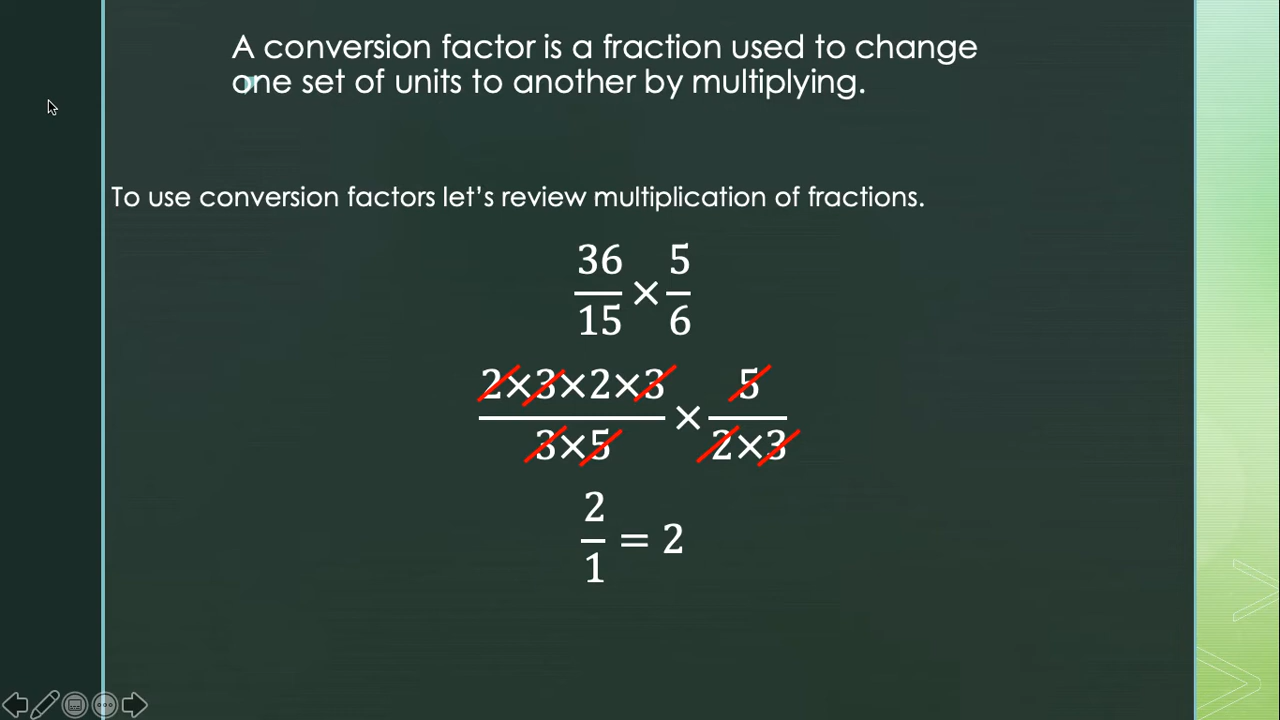 A conversion factor is a fraction used to change
one set of units to another by multiplying.
To use conversion factors let's review multiplication of fractions.
36/15 × 5/6
2×3×2×3/3×5 × 5/2×3
2/1 = 2